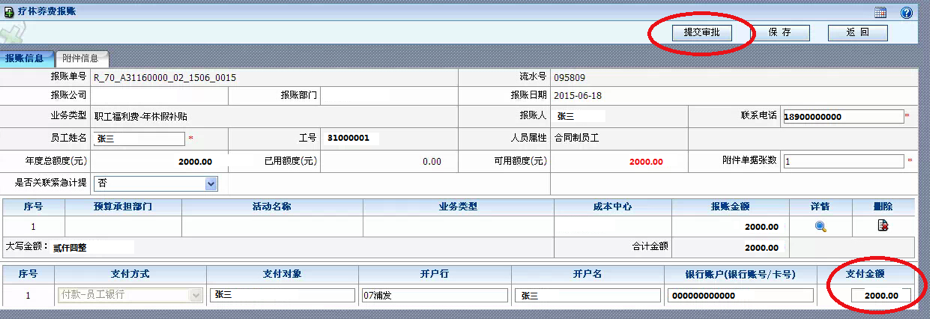 疗休养费报账
提交审批 保 存 返 回
报账信息 附件信息
报账单号 R_70_A31160000_02_1506_0015 流水号 095809
报账公司 报账部门 报账日期 2015-06-18
业务类型 职工福利费-年休假补贴 报账人 张三 联系电话 18900000000 *
员工姓名 张三 * 工号 31000001 人员属性 合同制员工
年度总额度(元) 2000.00 已用额度(元) 0.00 可用额度(元) 2000.00 附件单据张数 1 *
是否关联紧急计提 否
序号 预算承担部门 活动名称 业务类型 成本中心 报账金额 详情 删除
1 2000.00
大写金额： 贰仟圆整 合计金额 2000.00
序号 支付方式 支付对象 开户行 开户名 银行账户(银行账号/卡号) 支付金额
1 付款-员工银行 张三 07浦发 张三 000000000000 2000.00